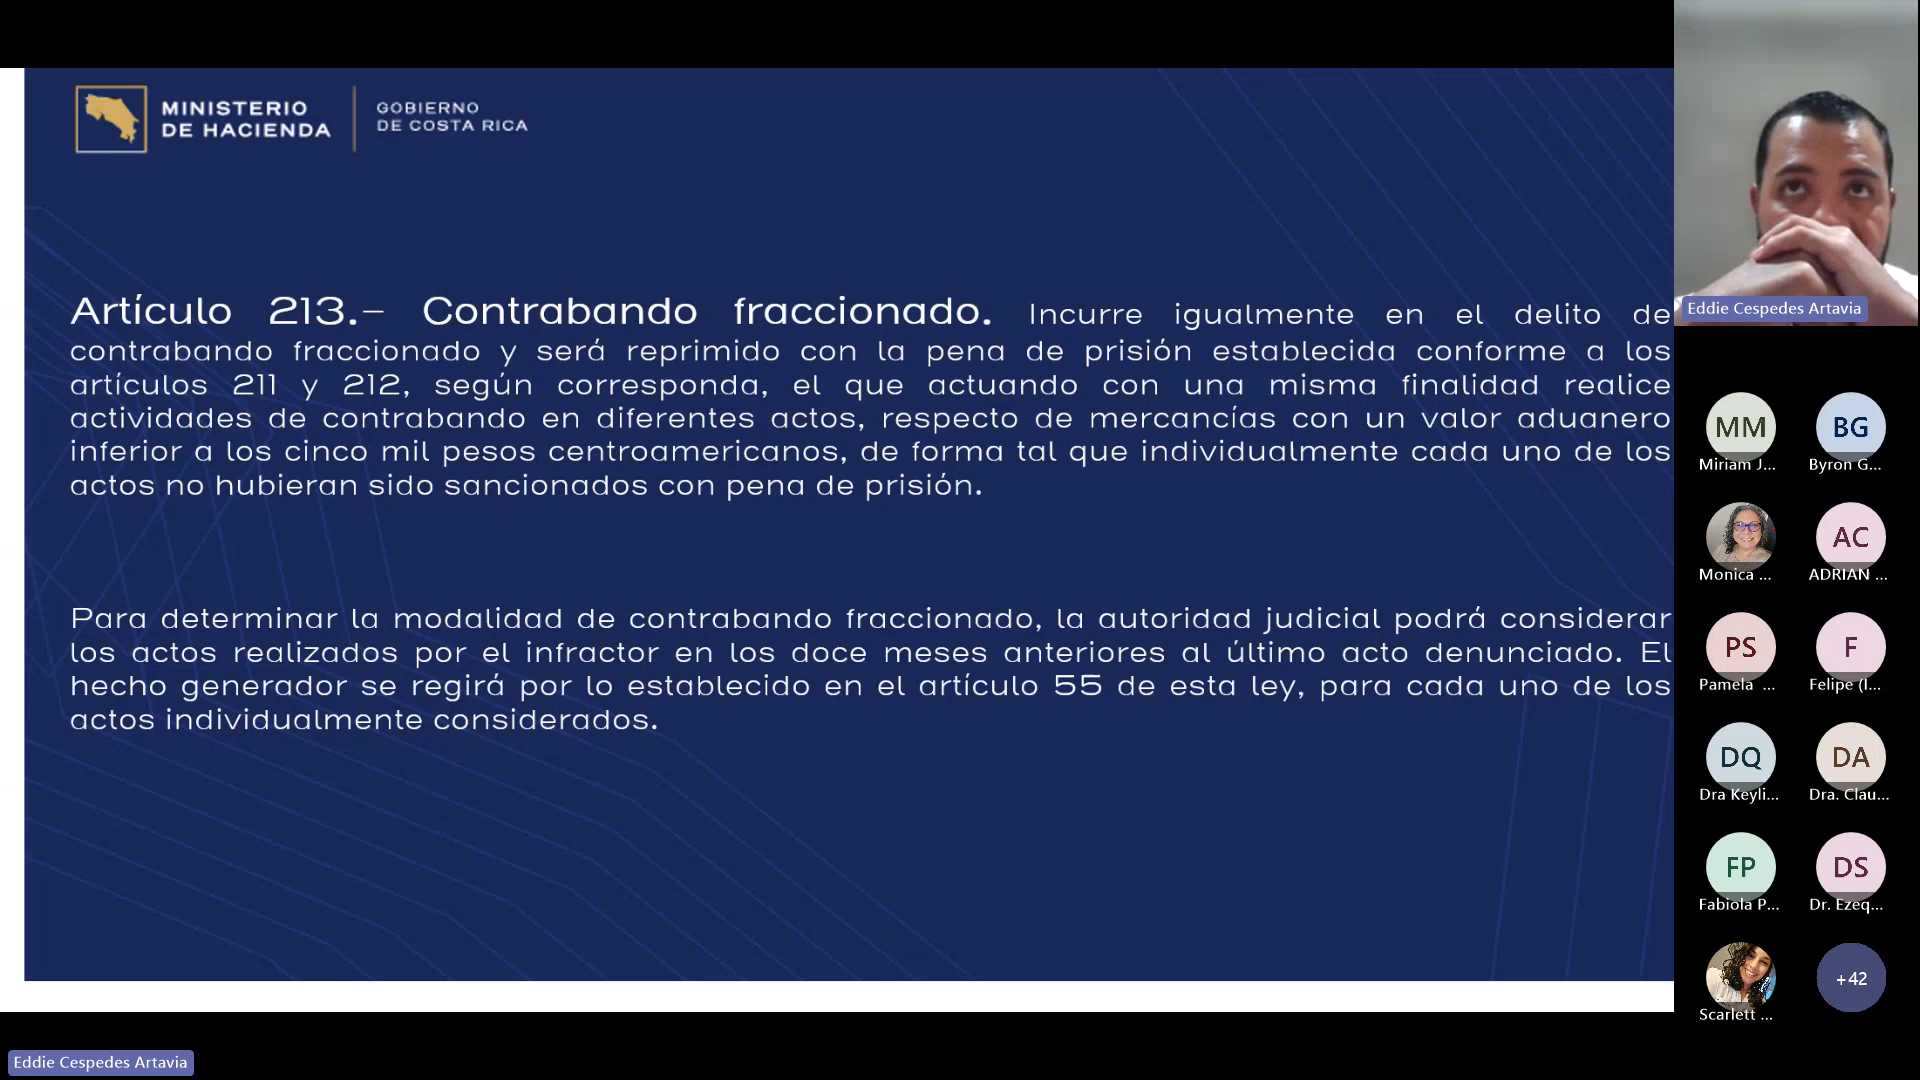 MINISTERIO
DE HACIENDA
GOBIERNO
DE COSTA RICA
Artículo 213.- Contrabando fraccionado. Incurre igualmente en el delito de
contrabando fraccionado y será reprimido con la pena de prisión establecida conforme a los
artículos 211 y 212, según corresponda, el que actuando con una misma finalidad realice
actividades de contrabando en diferentes actos, respecto de mercancías con un valor aduanero
inferior a los cinco mil pesos centroamericanos, de forma tal que individualmente cada uno de los
actos no hubieran sido sancionados con pena de prisión.
Para determinar la modalidad de contrabando fraccionado, la autoridad judicial podrá considerar
los actos realizados por el infractor en los doce meses anteriores al último acto denunciado. El
hecho generador se regirá por lo establecido en el artículo 55 de esta ley, para cada uno de los
actos individualmente considerados.
Eddie Cespedes Artavia
MM
BG
Miriam J...
Byron G...
AC
Monica ...
ADRIAN ...
PS
F
Pamela ...
Felipe (I...
DQ
DA
Dra Keyli...
Dra. Clau...
FP
DS
Fabiola P...
Dr. Ezeq...
+42
Scarlett ...
Eddie Cespedes Artavia